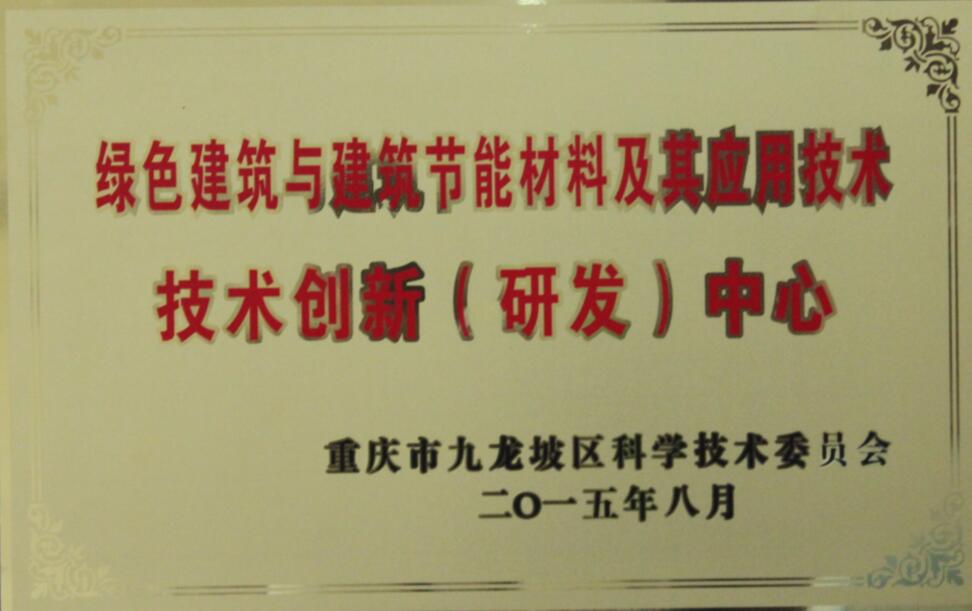 绿色建筑与建筑节能材料及其应用技术
技术创新（研发）中心
重庆市九龙坡区科学技术委员会
二〇一五年八月